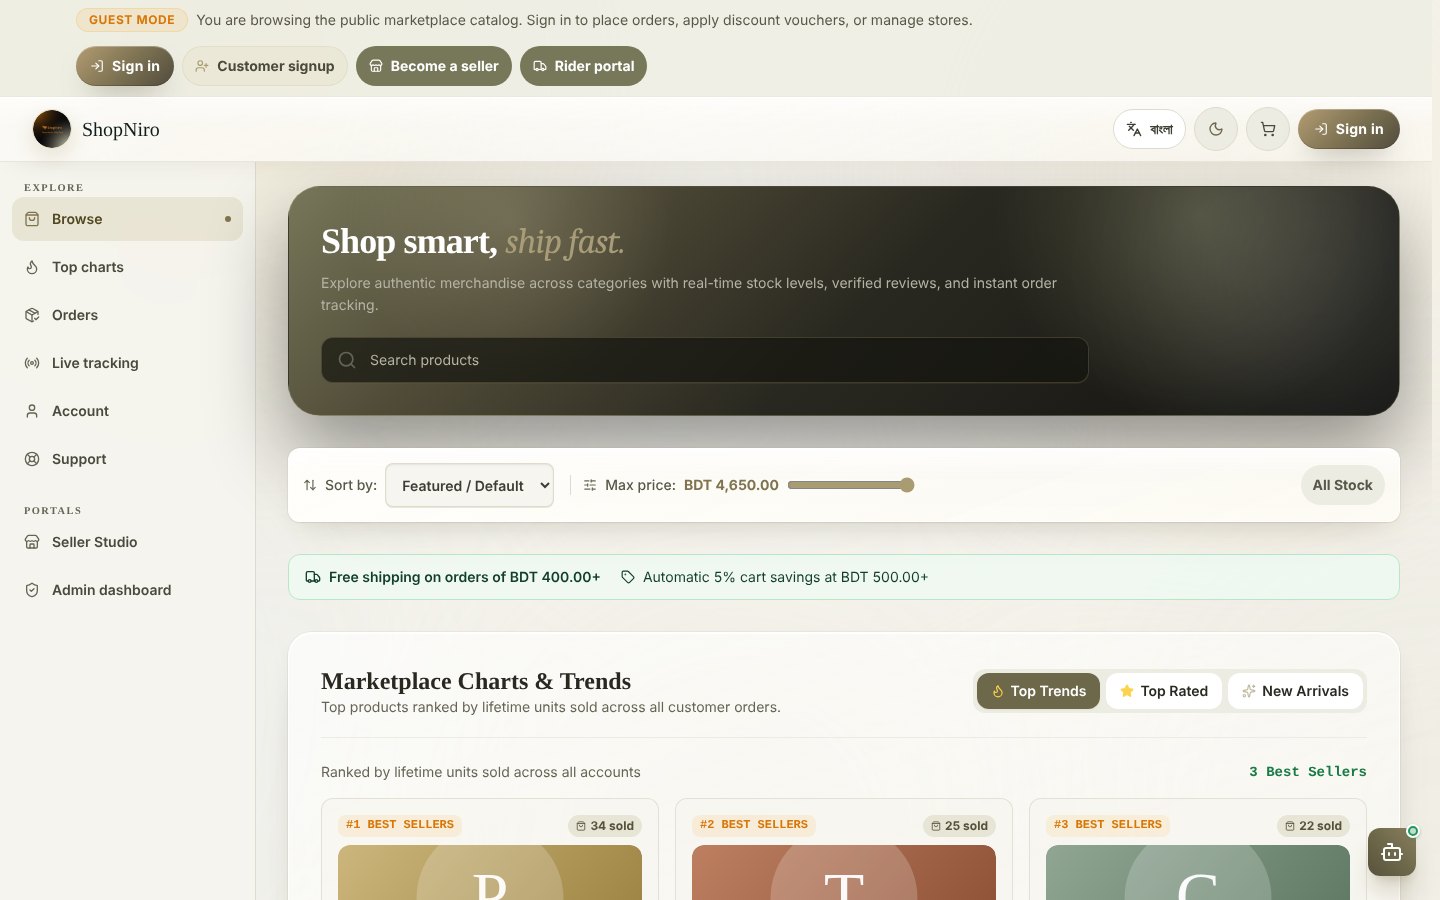 GUEST MODE You are browsing the public marketplace catalog. Sign in to place orders, apply discount vouchers, or manage stores.
Sign in Customer signup Become a seller Rider portal
ShopNiro
বাংলা
Sign in
EXPLORE
Browse
Top charts
Orders
Live tracking
Account
Support
PORTALS
Seller Studio
Admin dashboard
Shop smart, ship fast.
Explore authentic merchandise across categories with real-time stock levels, verified reviews, and instant order
tracking.
Search products
Sort by: Featured / Default Max price: BDT 4,650.00 All Stock
Free shipping on orders of BDT 400.00+ Automatic 5% cart savings at BDT 500.00+
Marketplace Charts & Trends
Top products ranked by lifetime units sold across all customer orders.
Top Trends Top Rated New Arrivals
Ranked by lifetime units sold across all accounts 3 Best Sellers
#1 BEST SELLERS 34 sold #2 BEST SELLERS 25 sold #3 BEST SELLERS 22 sold